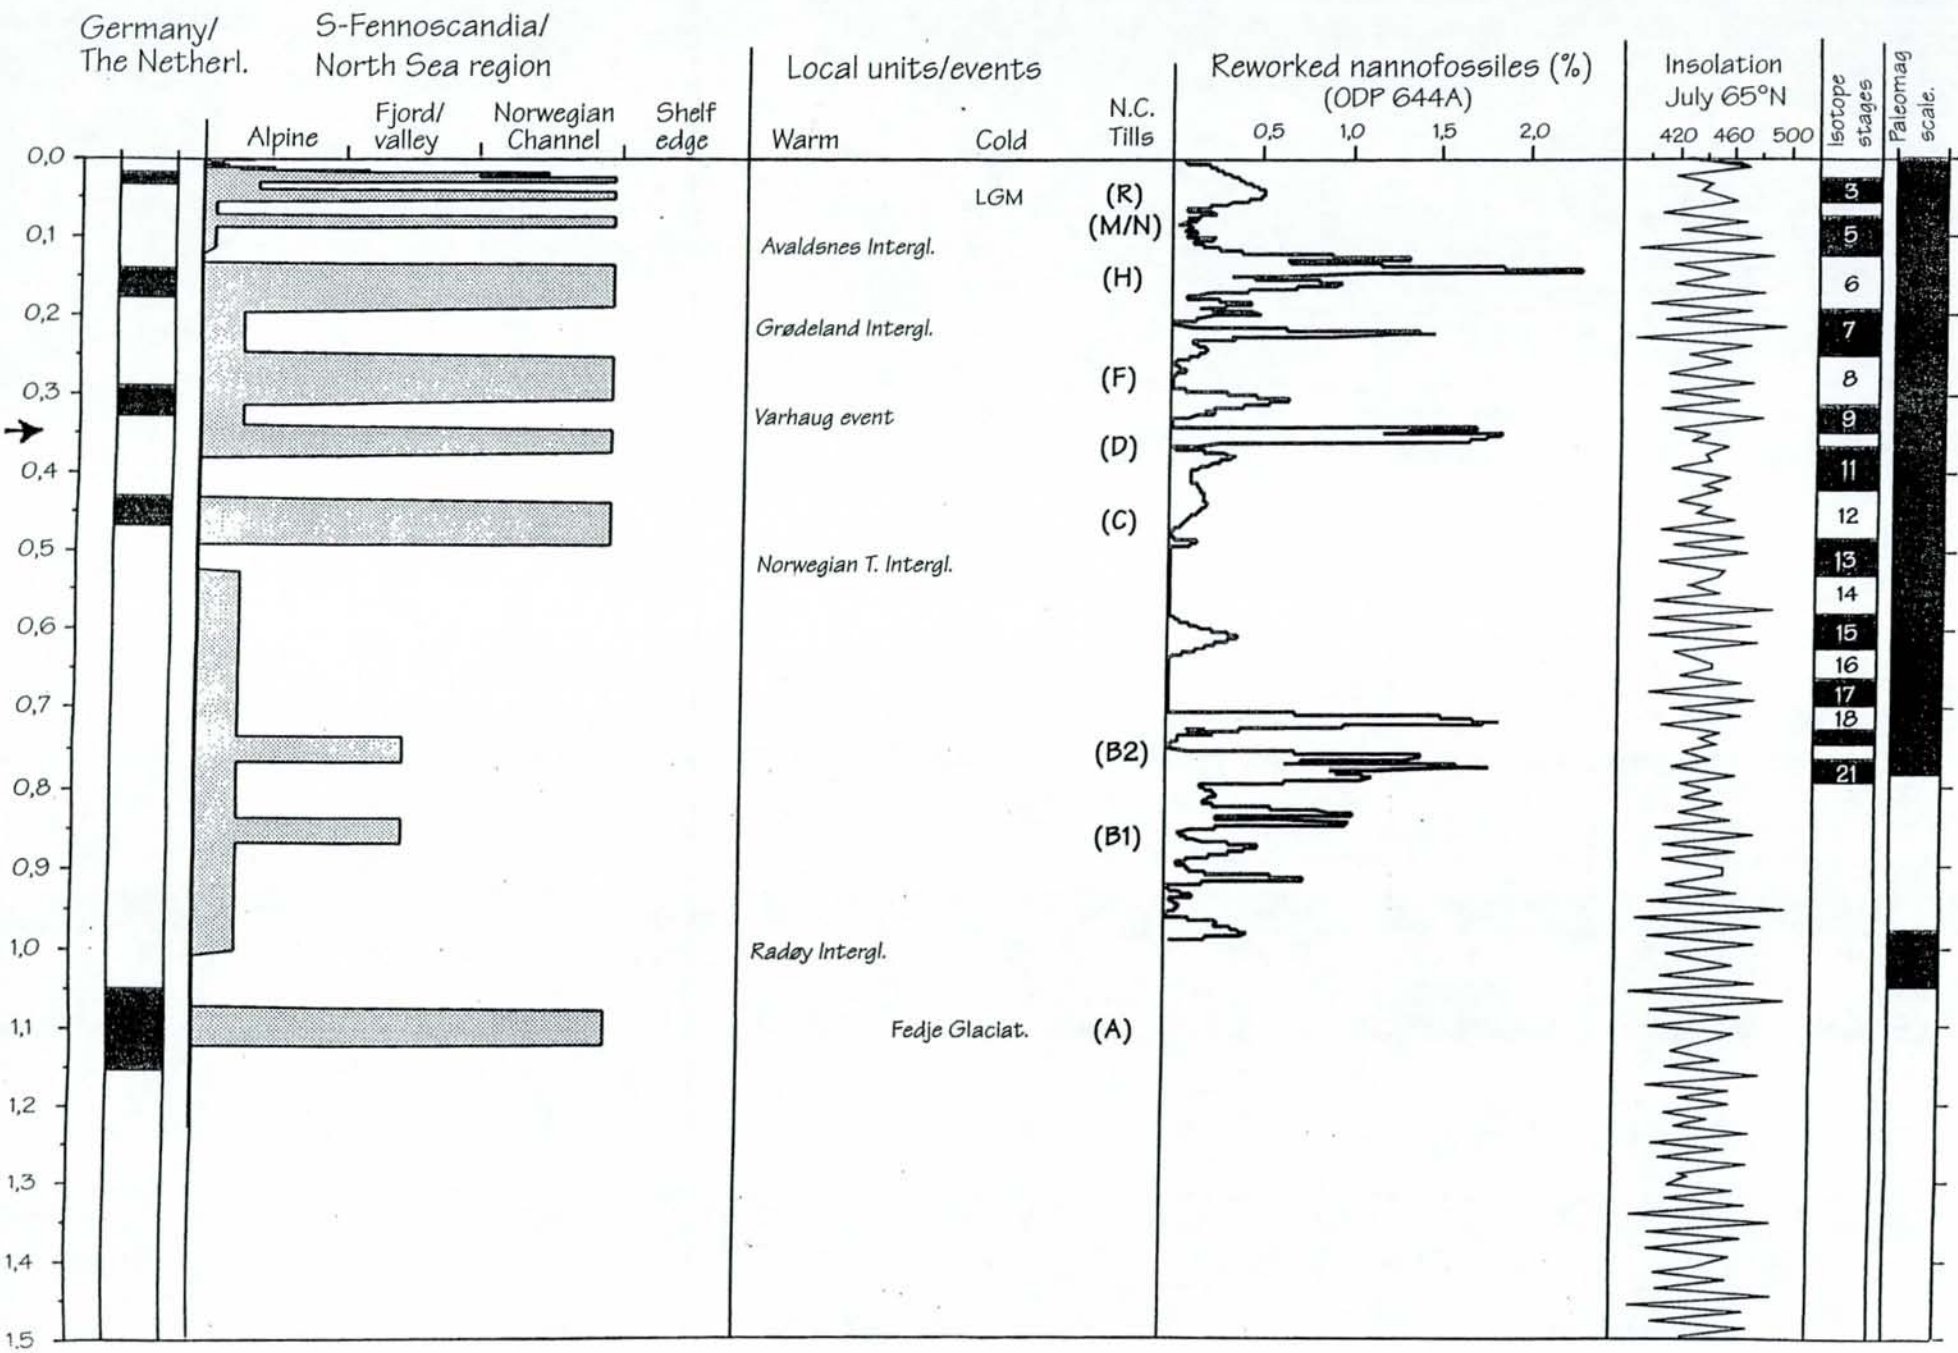 Germany/
The Netherl.
S-Fennoscandia/
North Sea region
Alpine
Fjord/
valley
Norwegian
Channel
Shelf
edge
Local units/events
Warm
Cold
N.C.
Tills
Reworked nannofossiles (%)
(ODP 644A)
0,5 1,0 1,5 2,0
Insolation
July 65°N
420 460 500
Isotope
stages
Paleomag
scale.
0,0
0,1
0,2
0,3
0,4
0,5
0,6
0,7
0,8
0,9
1,0
1,1
1,2
1,3
1,4
1.5
LGM
Avaldsnes Intergl.
Grødeland Intergl.
Varhaug event
Norwegian T. Intergl.
Radøy Intergl.
Fedje Glaciat.
(R)
(M/N)
(H)
(F)
(D)
(C)
(B2)
(B1)
(A)
3
5
6
7
8
9
11
12
13
14
15
16
17
18
21